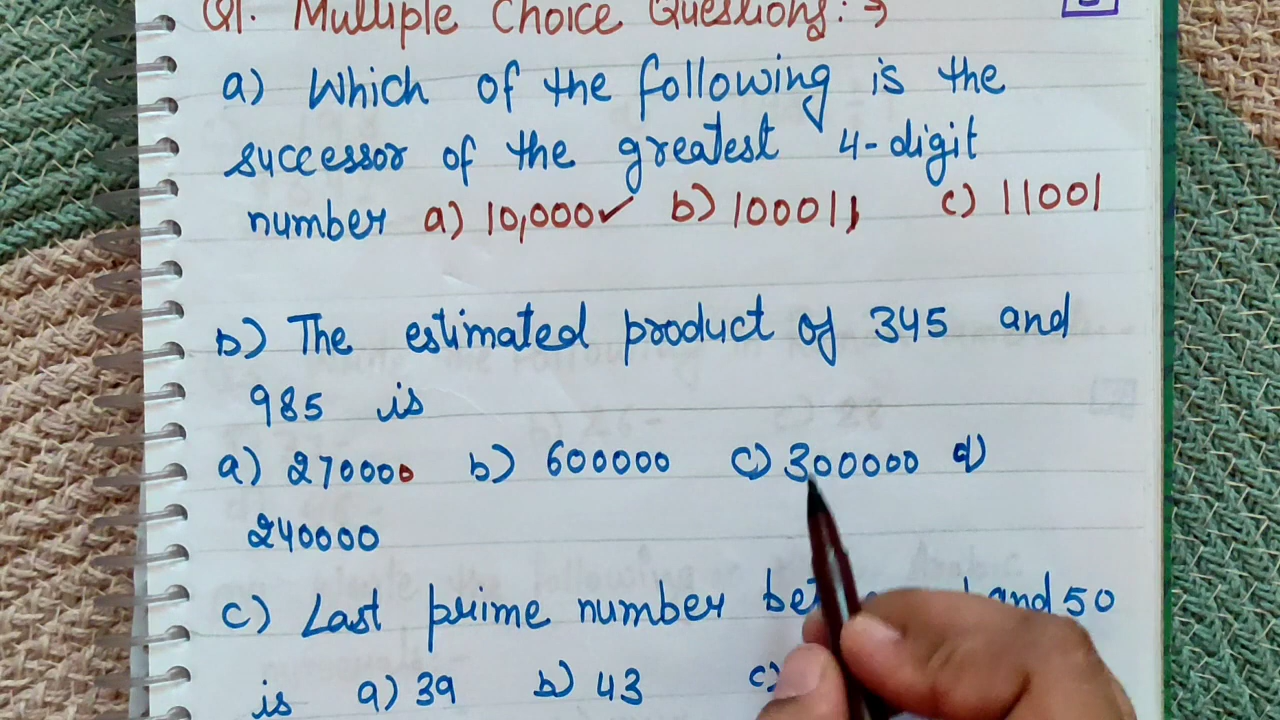 Q1. Multiple Choice Questions: →
a) Which of the following is the
successor of the greatest 4-digit
number a) 10,000✓ b) 10001, c) 11001
b) The estimated product of 345 and
985 is
a) 270000 b) 600000 c) 300000 d)
240000
c) Last prime number and 50
is a) 39 b) 43 c)